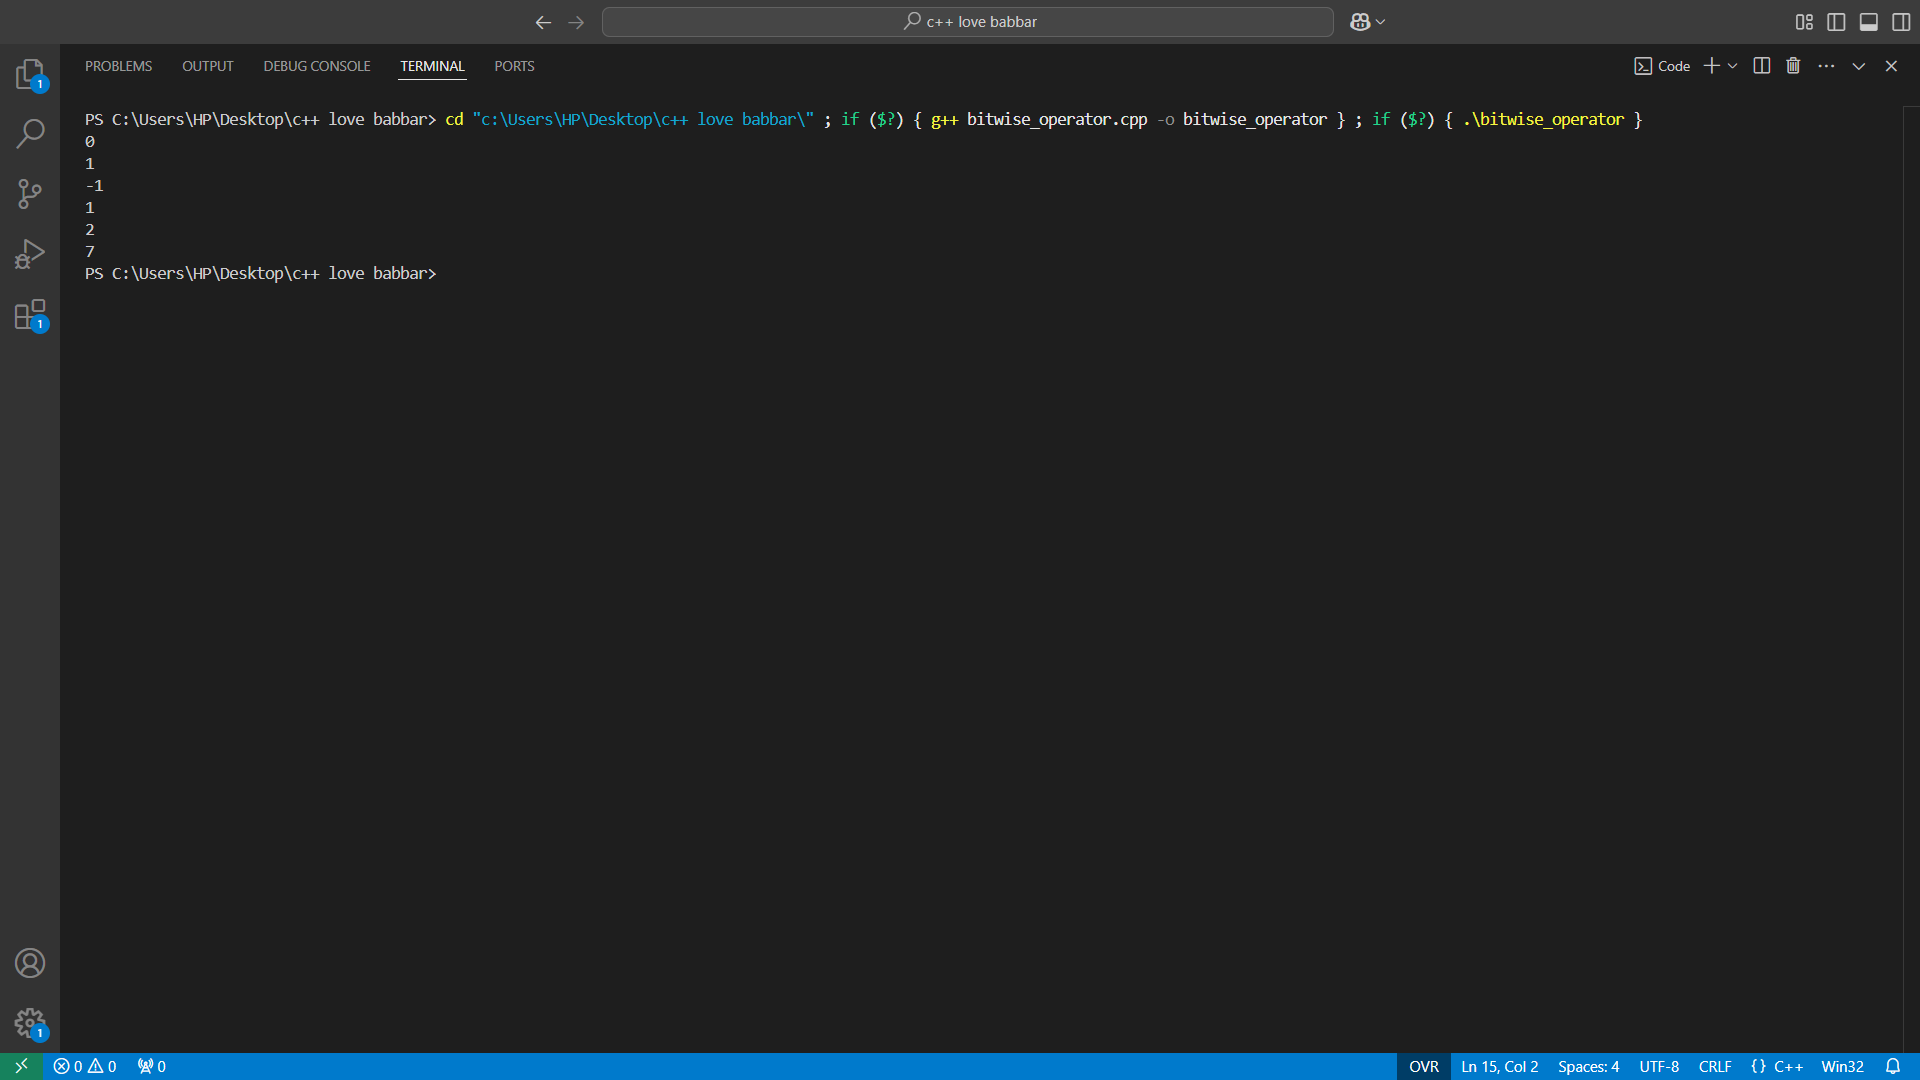 c++ love babbar
PROBLEMS OUTPUT DEBUG CONSOLE TERMINAL PORTS Code
1
PS C:\Users\HP\Desktop\c++ love babbar> cd "c:\Users\HP\Desktop\c++ love babbar\" ; if ($?) { g++ bitwise_operator.cpp -o bitwise_operator } ; if ($?) { .\bitwise_operator }
0
1
-1
1
2
7
PS C:\Users\HP\Desktop\c++ love babbar>
1
1
0 0 0 OVR Ln 15, Col 2 Spaces: 4 UTF-8 CRLF {} C++ Win32